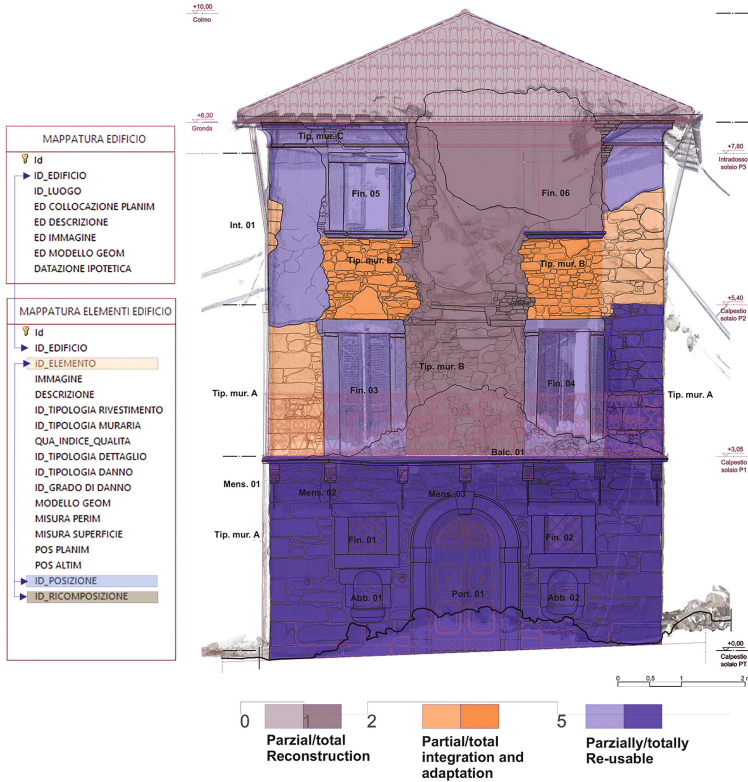 +10,00
Colmo
+8,30
Gronda
Tip. mur. C
+7,80
Intradosso
solaio P3
MAPPATURA EDIFICIO
Id
ID_EDIFICIO
ID_LUOGO
ED COLLOCAZIONE PLANIM
ED DESCRIZIONE
ED IMMAGINE
ED MODELLO GEOM
DATAZIONE IPOTETICA
Fin. 05
Fin. 06
Int. 01
Tip. mur. B
Tip. mur. B
MAPPATURA ELEMENTI EDIFICIO
Id
ID_EDIFICIO
ID_ELEMENTO
IMMAGINE
DESCRIZIONE
ID_TIPOLOGIA RIVESTIMENTO
ID_TIPOLOGIA MURARIA
QUA_INDICE_QUALITA
ID_TIPOLOGIA DETTAGLIO
ID_TIPOLOGIA DANNO
ID_GRADO DI DANNO
MODELLO GEOM
MISURA PERIM
MISURA SUPERFICIE
POS PLANIM
POS ALTIM
ID_POSIZIONE
ID_RICOMPOSIZIONE
+5,40
Calpestio
solaio P2
Tip. mur. B
Tip. mur. A
Fin. 03
Fin. 04
Tip. mur. A
Balc. 01
+3,05
Calpestio
solaio P1
Mens. 01
Mens. 02
Mens. 03
Tip. mur. A
Fin. 01
Fin. 02
Abb. 01
Port. 01
Abb. 02
+0,00
Calpestio
solaio PT
0 0,5 1 2 m
0 1 2 5
Parzial/total
Reconstruction
Partial/total
integration and
adaptation
Parzially/totally
Re-usable